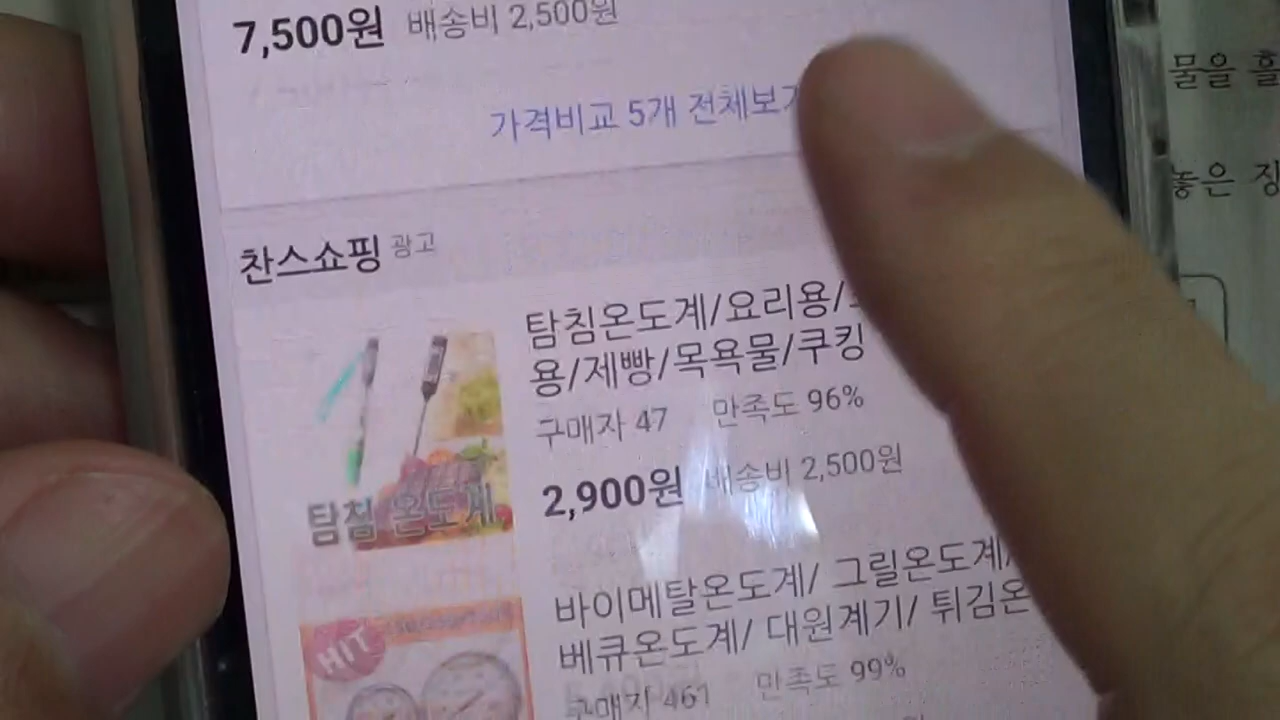 7,500원 배송비 2,500원
가격비교 5개 전체보기
찬스쇼핑 광고
탐침온도계/요리용/
용/제빵/목욕물/쿠킹
구매자 47 만족도 96%
2,900원 배송비 2,500원
탐침 온도계
바이메탈온도계/ 그릴온도계/
베큐온도계/ 대원계기/ 튀김온
HIT
구매자 461 만족도 99%
물을 흘
놓은 징